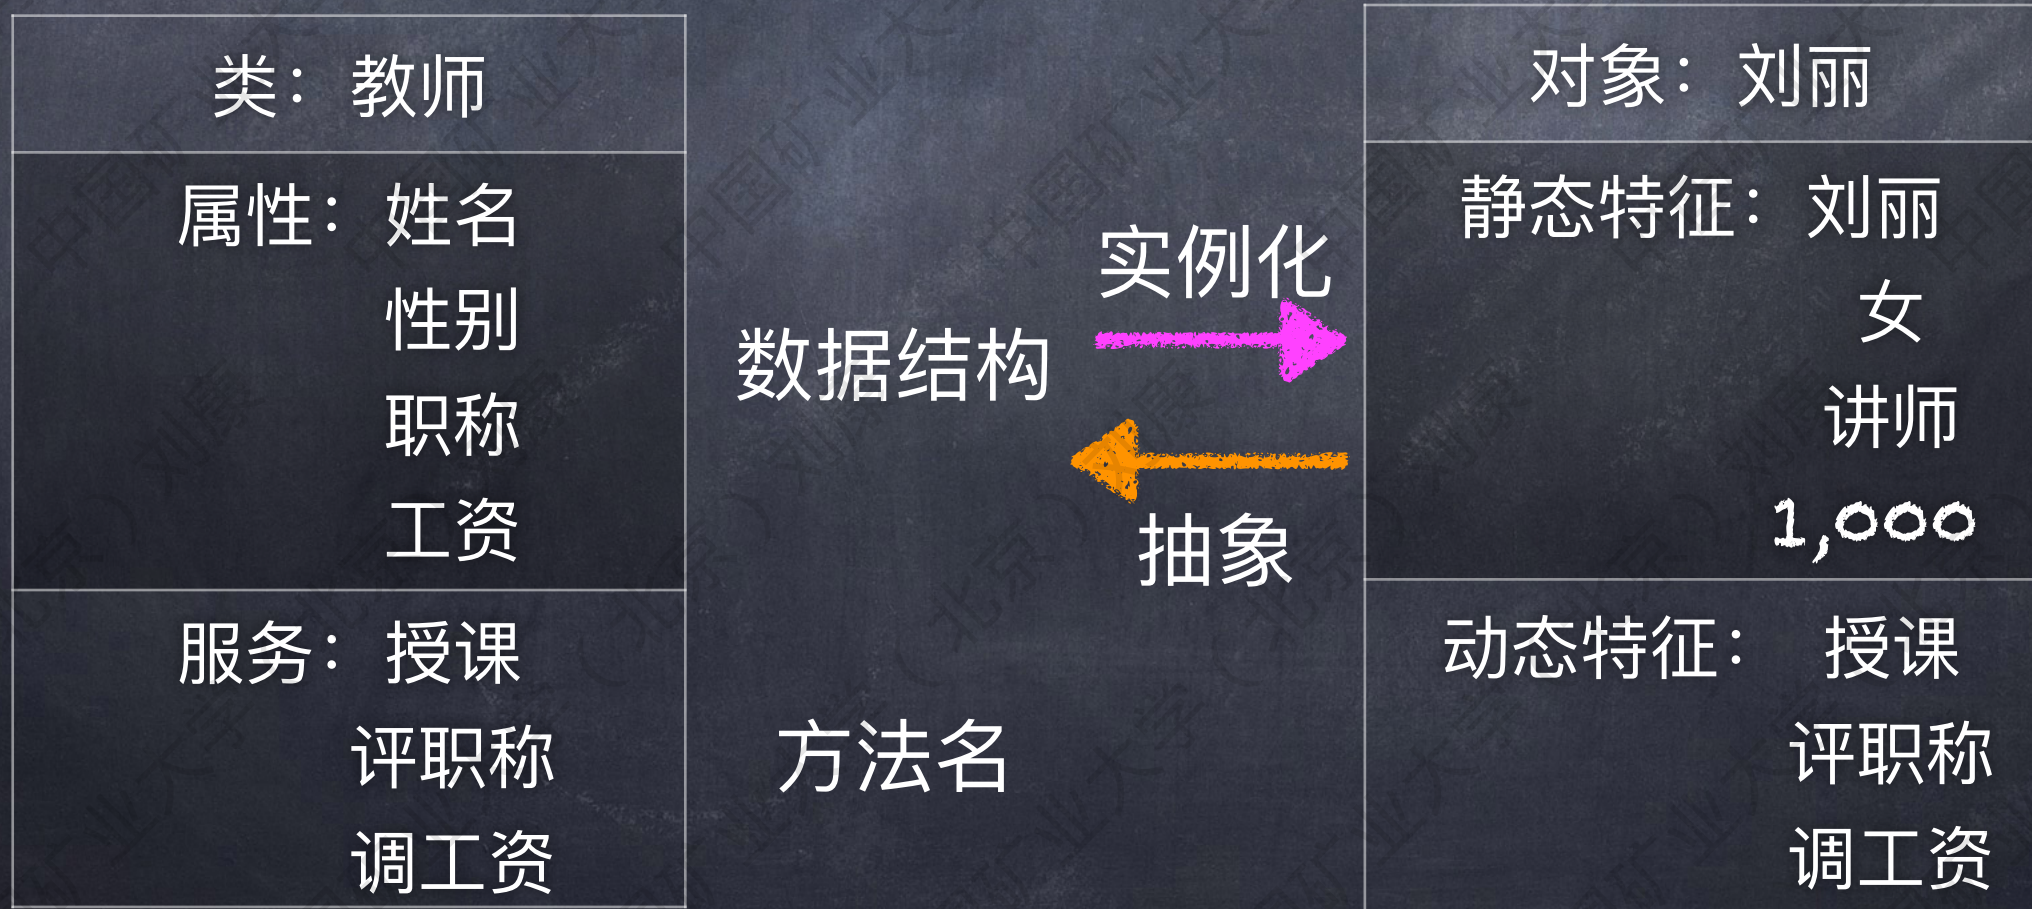 类：教师
属性：姓名
性别
职称
工资
服务：授课
评职称
调工资
实例化
数据结构
抽象
方法名
对象：刘丽
静态特征：刘丽
女
讲师
1,000
动态特征： 授课
评职称
调工资